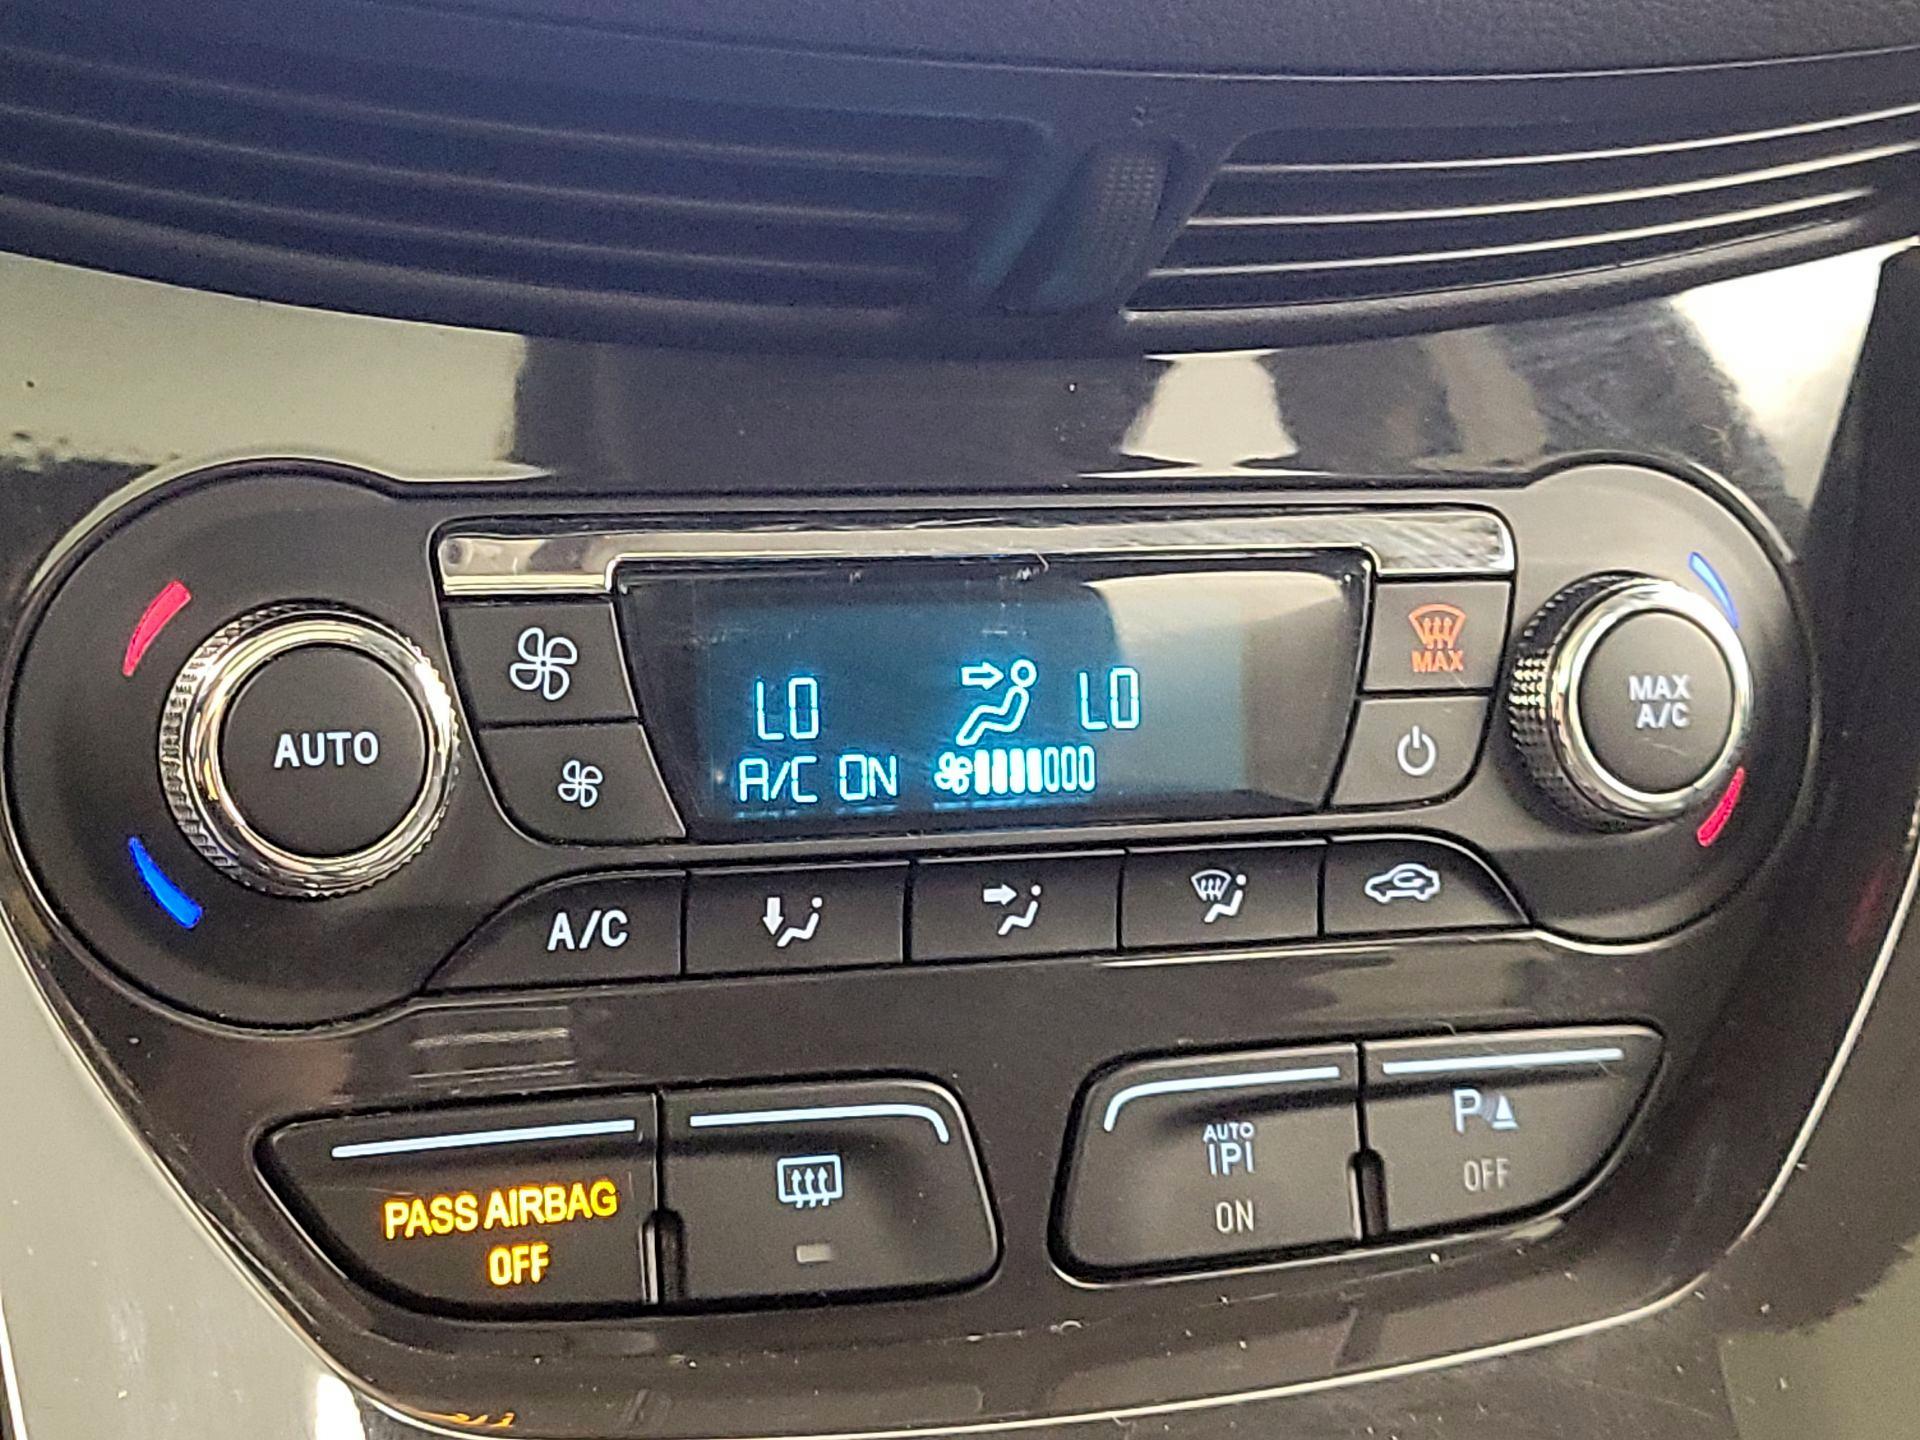 AUTO
LO
LO
A/C ON
MAX
MAX
A/C
A/C
PASS AIRBAG
OFF
AUTO
IPI
ON
P
OFF